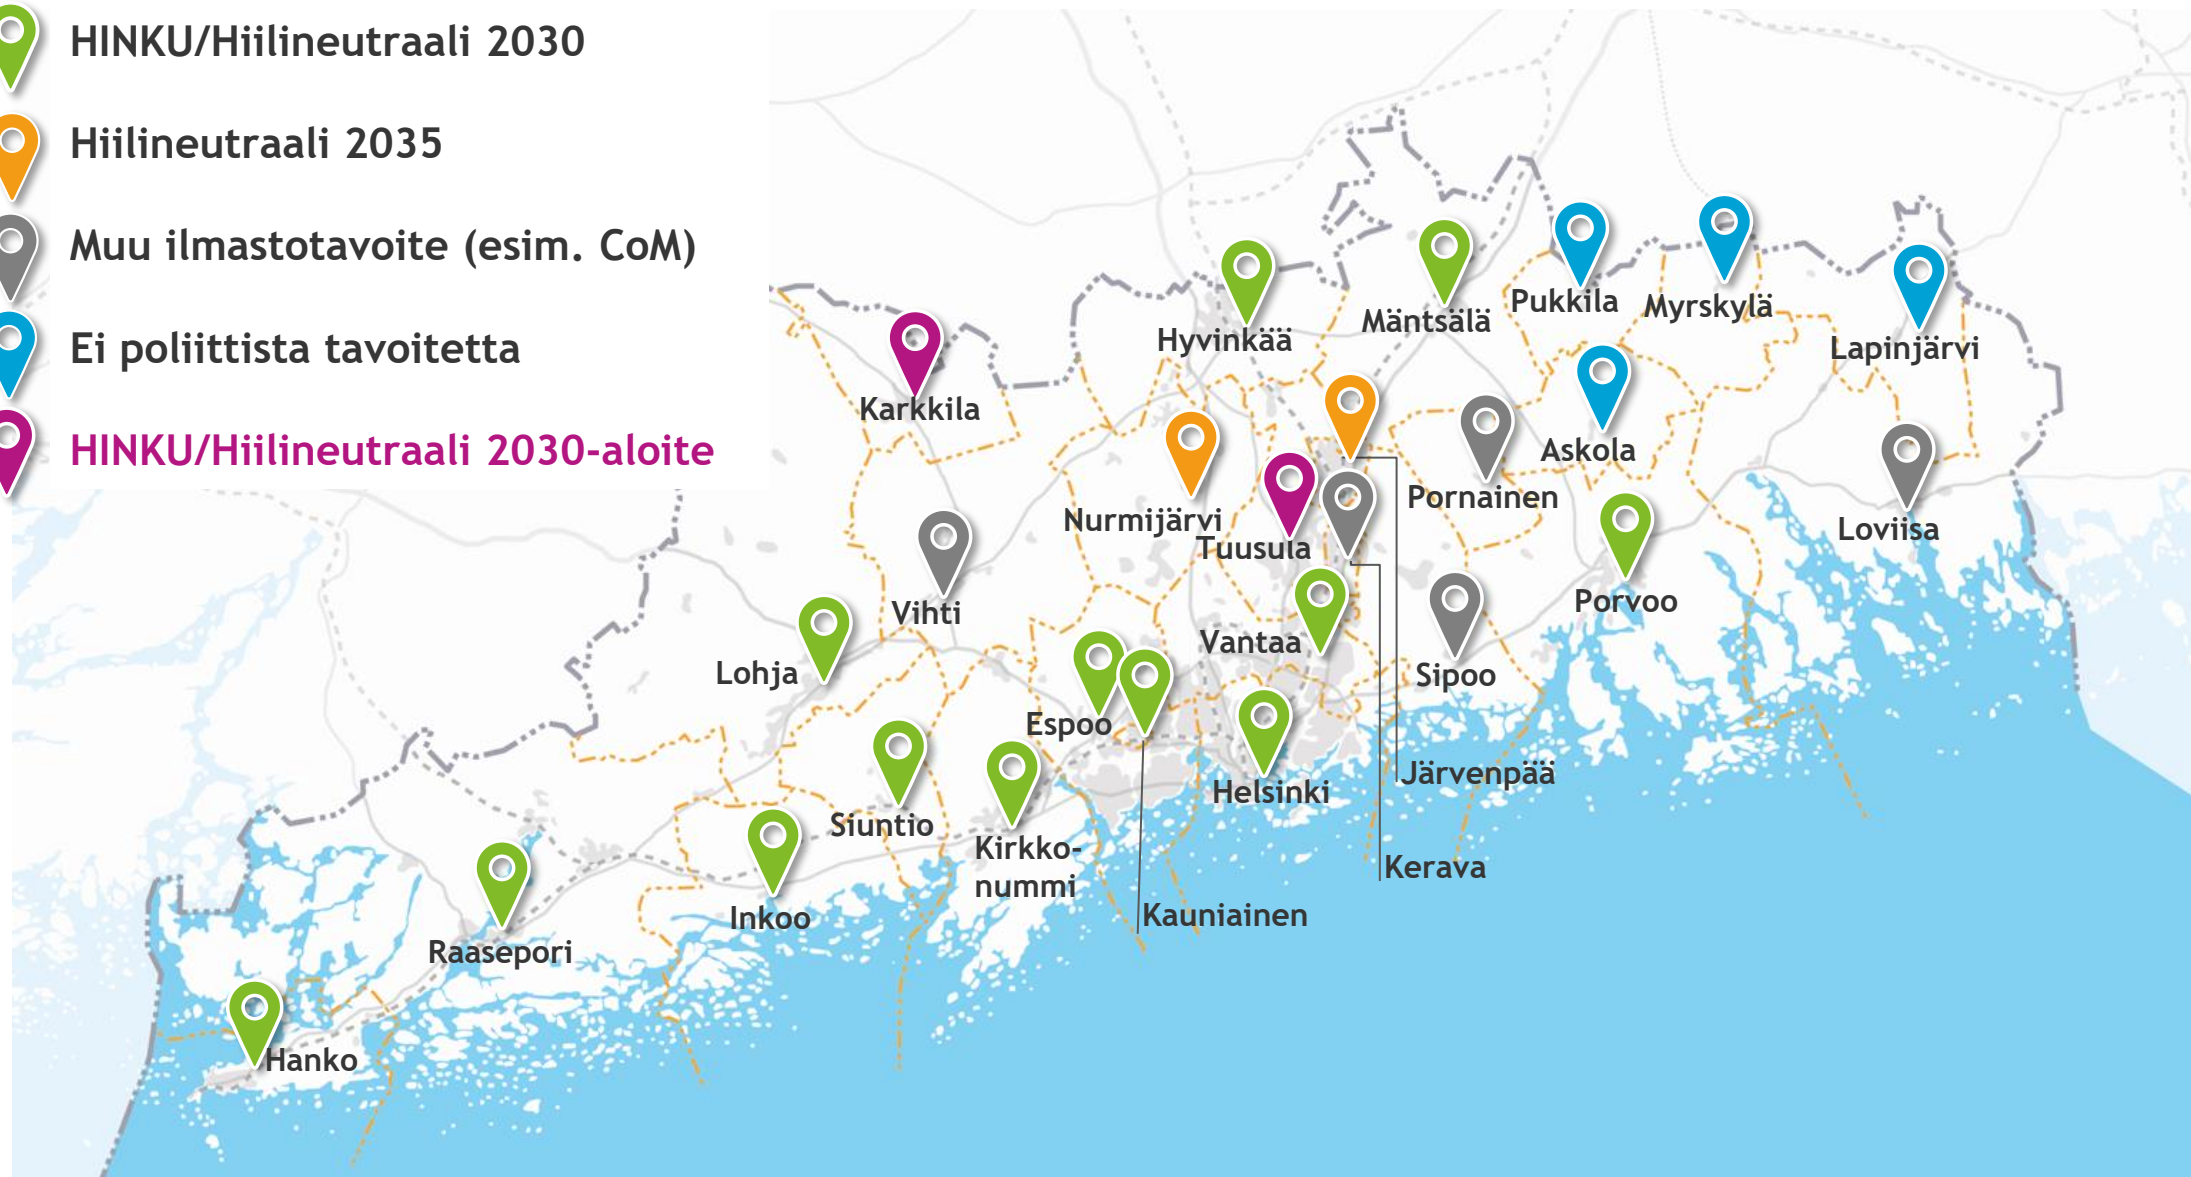 HINKU/Hiilineutraali 2030
Hiilineutraali 2035
Muu ilmastotavoite (esim. CoM)
Ei poliittista tavoitetta
HINKU/Hiilineutraali 2030-aloite
Pukkila
Myrskylä
Mäntsälä
Hyvinkää
Lapinjärvi
Karkkila
Askola
Pornainen
Nurmijärvi
Loviisa
Tuusula
Porvoo
Vihti
Vantaa
Lohja
Sipoo
Espoo
Järvenpää
Helsinki
Siuntio
Kirkko-
nummi
Kerava
Kauniainen
Inkoo
Raasepori
Hanko